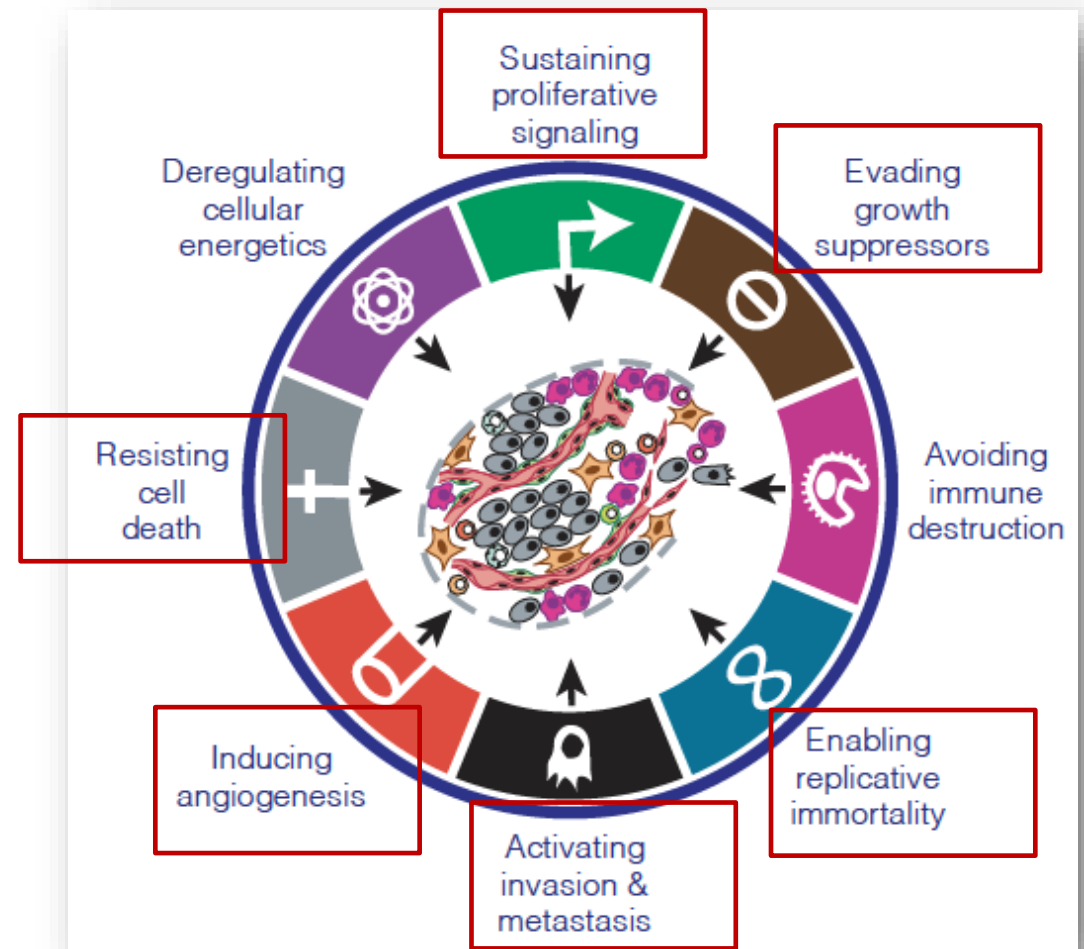 Sustaining
proliferative
signaling
Deregulating
cellular
energetics
Evading
growth
suppressors
Resisting
cell
death
Avoiding
immune
destruction
Inducing
angiogenesis
Enabling
replicative
immortality
Activating
invasion &
metastasis